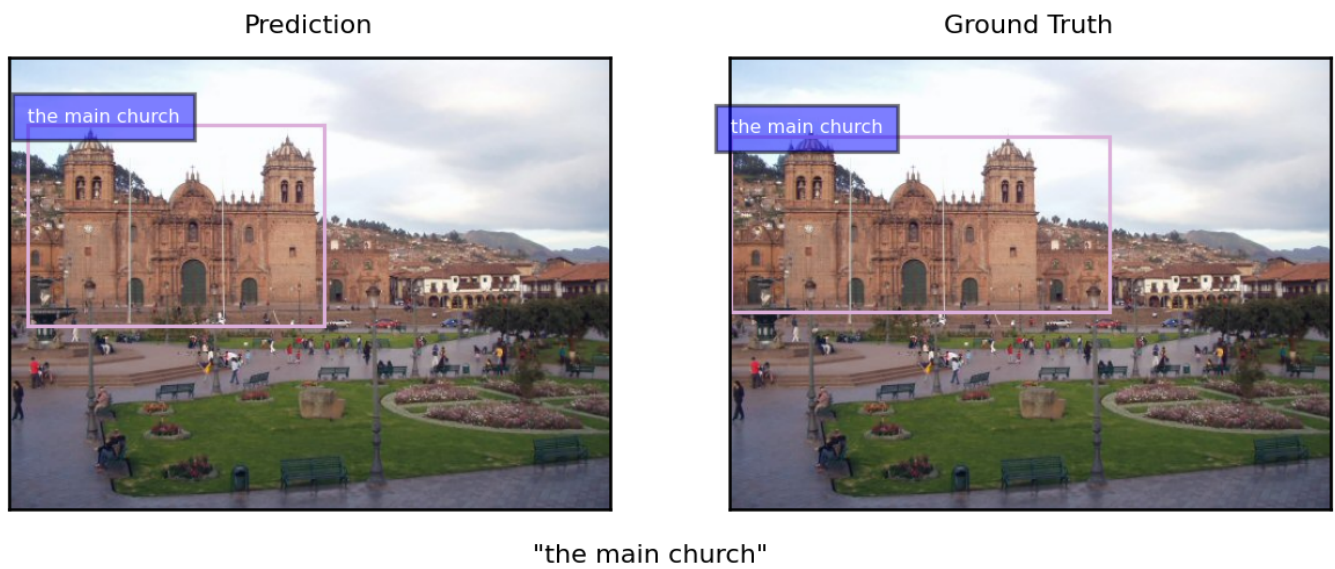 Prediction
Ground Truth
the main church
the main church
"the main church"